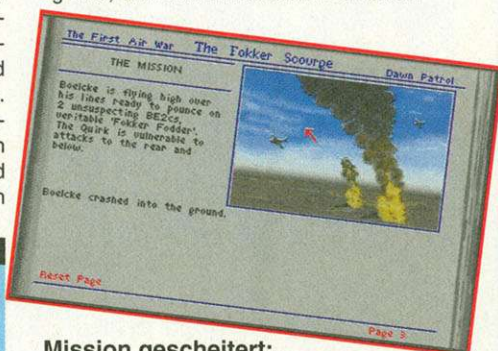 The First Air War The Fokker Scourge Dawn Patrol
THE MISSION
Boelcke is flying high over
his lines ready to pounce on
2 unsuspecting BE2cs,
veritable 'Fokker Fodder'.
The Quirk is vulnerable to
attacks to the rear and
below.
Boelcke crashed into the ground.
Reset Page
Page 3
Mission gescheitert: